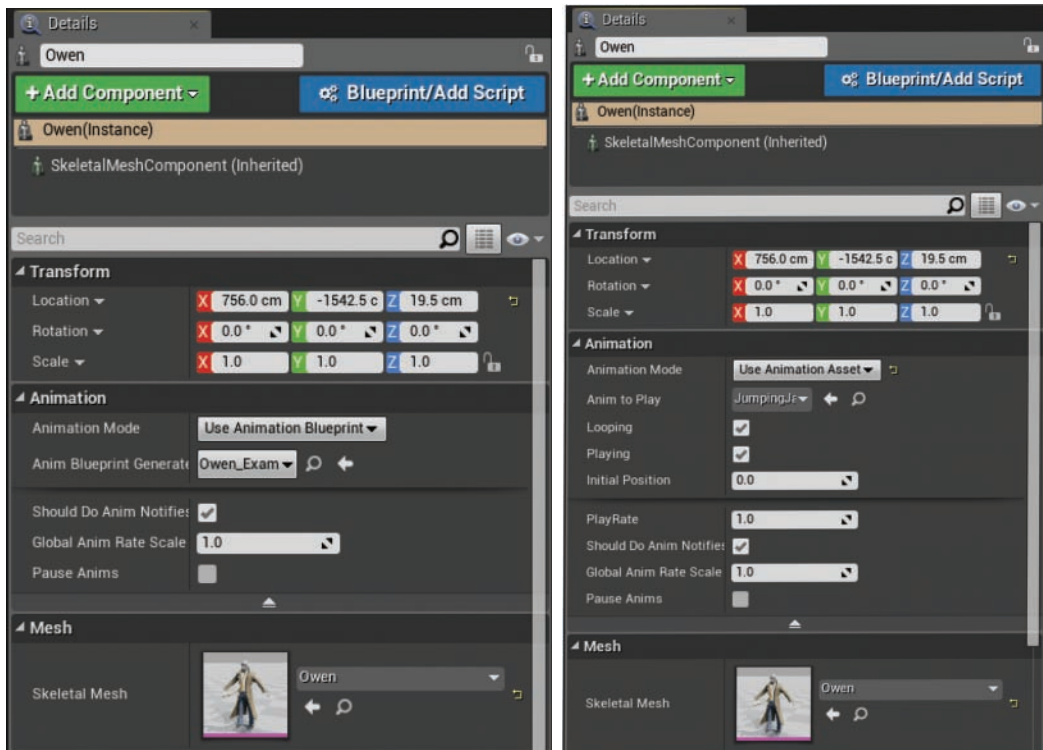 Details
Owen
+ Add Component
Blueprint/Add Script
Owen(Instance)
SkeletalMeshComponent (Inherited)
Search
Transform
Location X 756.0 cm Y -1542.5 c Z 19.5 cm
Rotation X 0.0 ° Y 0.0 ° Z 0.0 °
Scale X 1.0 Y 1.0 Z 1.0
Animation
Animation Mode Use Animation Blueprint
Anim Blueprint Generate Owen_Exam
Should Do Anim Notifies
Global Anim Rate Scale 1.0
Pause Anims
Mesh
Owen
Skeletal Mesh
Details
Owen
+ Add Component
Blueprint/Add Script
Owen(Instance)
SkeletalMeshComponent (Inherited)
Search
Transform
Location X 756.0 cm Y -1542.5 c Z 19.5 cm
Rotation X 0.0 ° Y 0.0 ° Z 0.0 °
Scale X 1.0 Y 1.0 Z 1.0
Animation
Animation Mode Use Animation Asset
Anim to Play JumpingJa
Looping
Playing
Initial Position 0.0
PlayRate 1.0
Should Do Anim Notifies
Global Anim Rate Scale 1.0
Pause Anims
Mesh
Owen
Skeletal Mesh